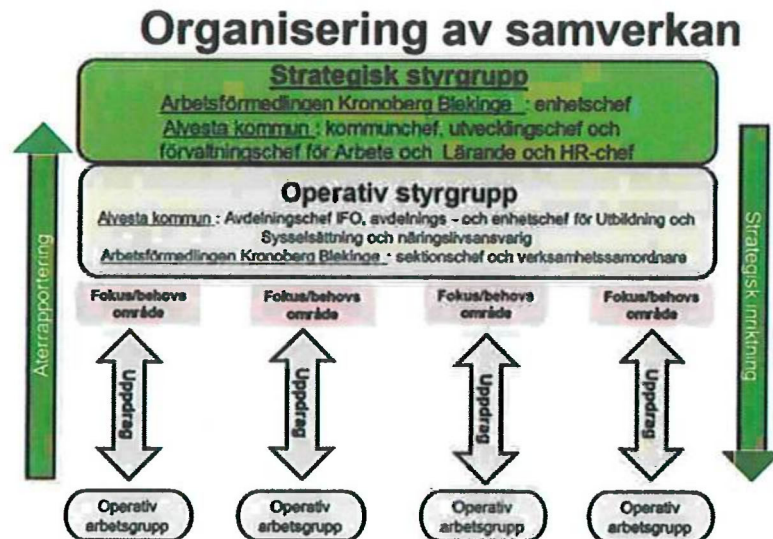 Organisering av samverkan
Strategisk styrgrupp
Arbetsförmedlingen Kronoberg Blekinge : enhetschef
Alvesta kommun : kommunchef, utvecklingschef och
förvaltningschef för Arbete och Lärande och HR-chef
Operativ styrgrupp
Alvesta kommun : Avdelningschef IFO, avdelnings - och enhetschef för Utbildning och
Sysselsättning och näringslivsansvarig
Arbetsförmedlingen Kronoberg Blekinge : sektionschef och verksamhetssamordnare
Återrapportering
Strategisk inriktning
Fokus/behovs
område
Fokus/behovs
område
Fokus/behovs
område
Fokus/behovs
område
Uppdrag
Uppdrag
Uppdrag
Uppdrag
Operativ
arbetsgrupp
Operativ
arbetsgrupp
Operativ
arbetsgrupp
Operativ
arbetsgrupp